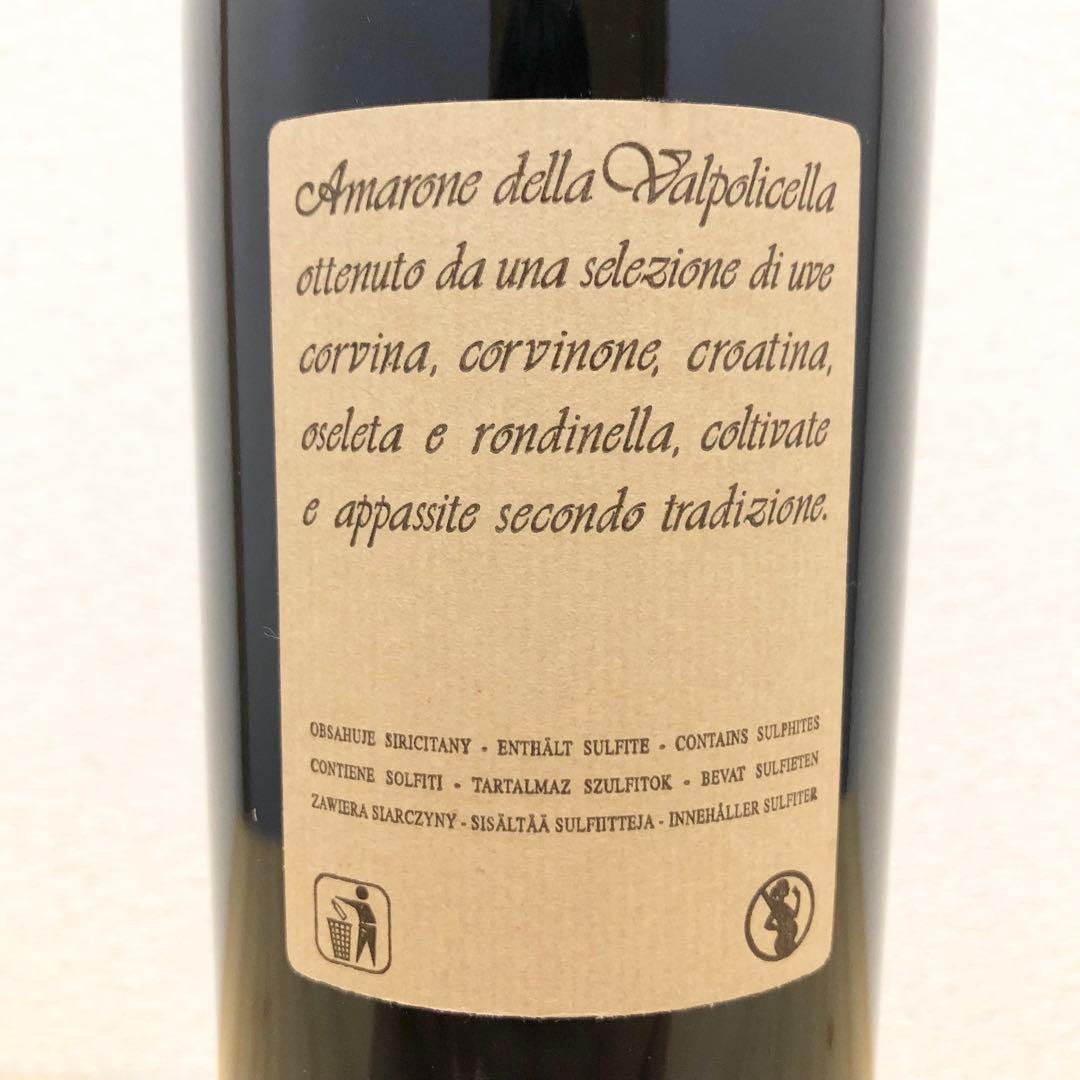 Amarone della Valpolicella
ottenuto da una selezione di uve
corvina, corvinone, croatina,
oseleta e rondinella, coltivate
e appassite secondo tradizione.
OBSAHUJE SIRICITANY - ENTHÄLT SULFITE - CONTAINS SULPHITES
CONTIENE SOLFITI - TARTALMAZ SZULFITOK - BEVAT SULFIETEN
ZAWIERA SIARCZYNY - SISÄLTÄÄ SULFIITTEJA - INNEHÅLLER SULFITER